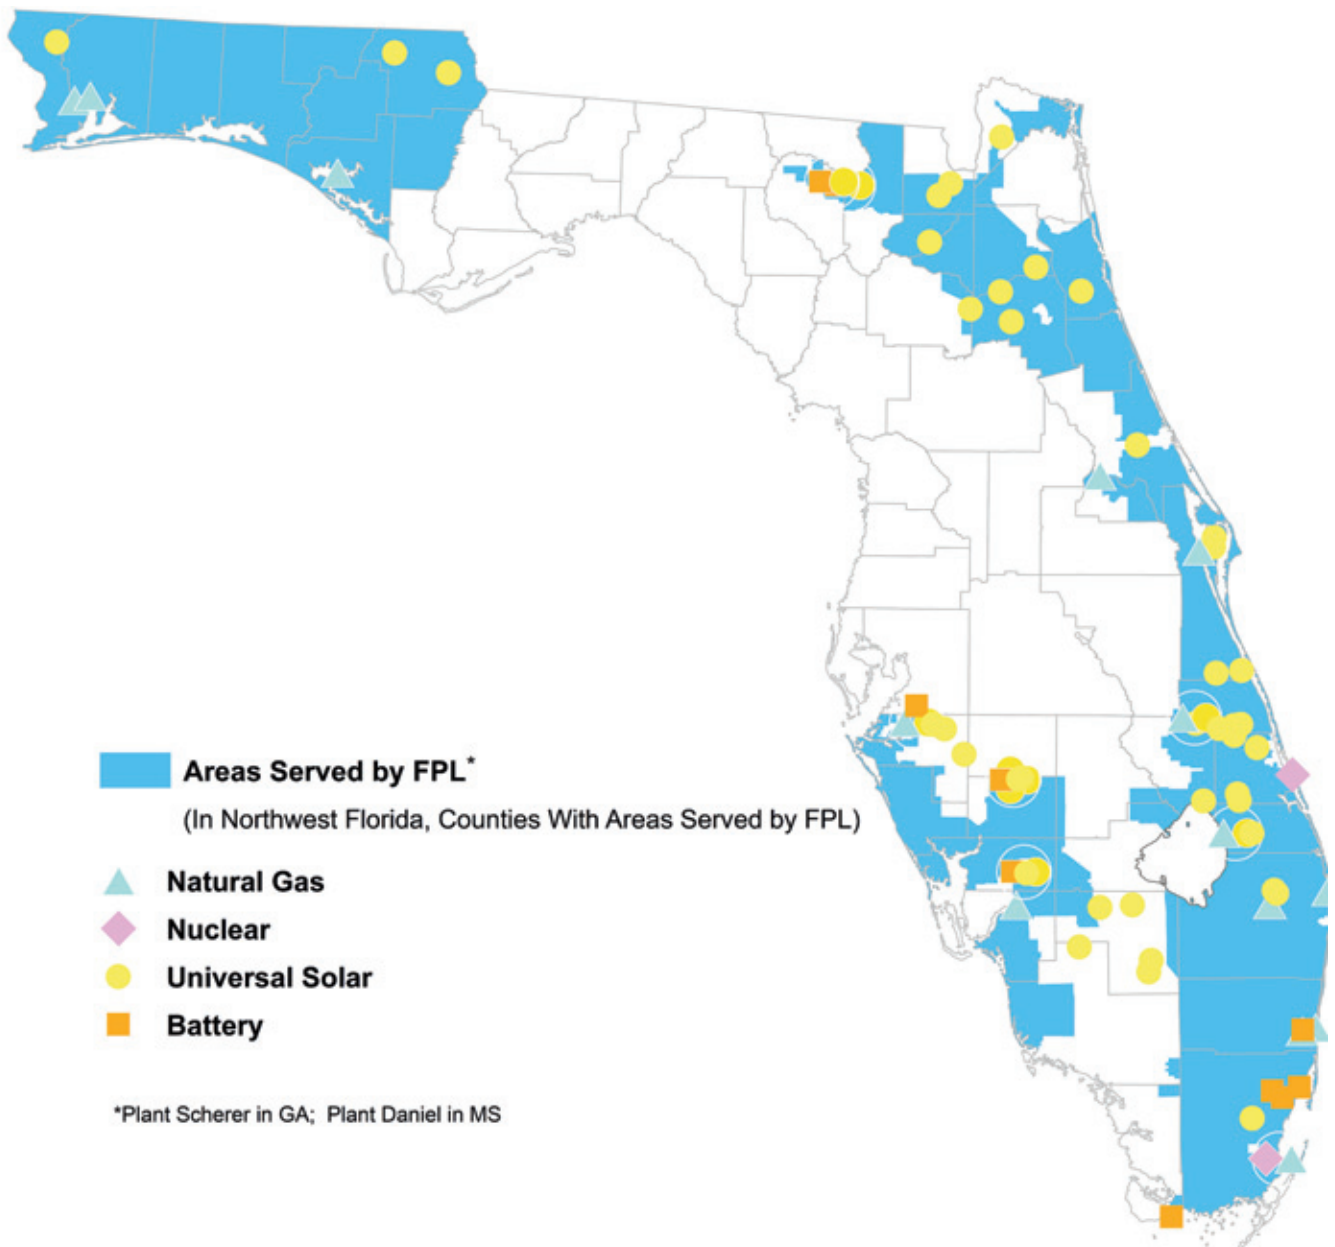 Areas Served by FPL*
(In Northwest Florida, Counties With Areas Served by FPL)
Natural Gas
Nuclear
Universal Solar
Battery
*Plant Scherer in GA; Plant Daniel in MS